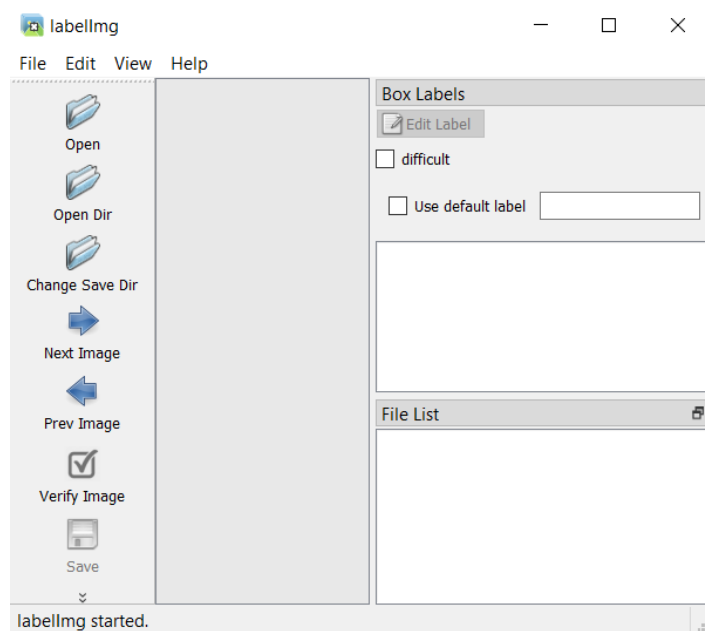 labelImg
File Edit View Help
Open
Open Dir
Change Save Dir
Next Image
Prev Image
Verify Image
Save
Box Labels
Edit Label
difficult
Use default label
File List
labelImg started.